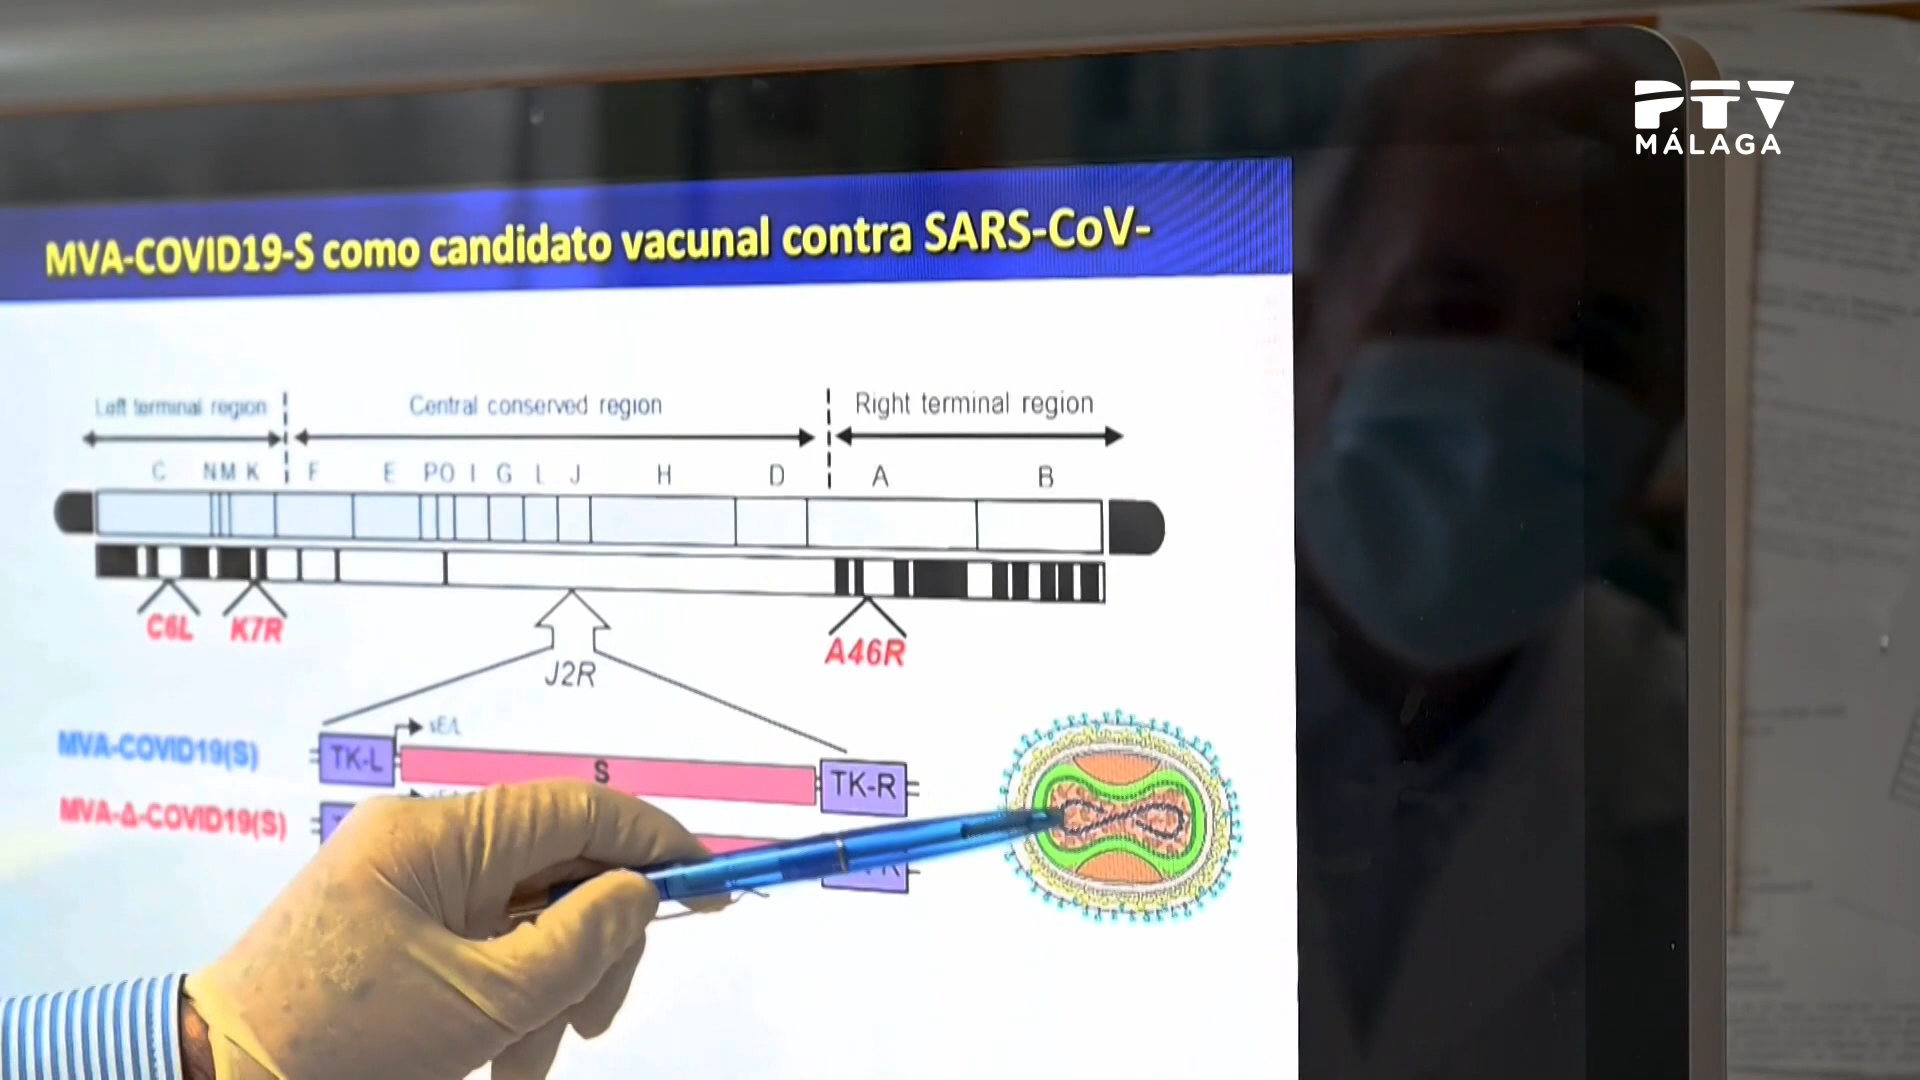 PTV
MÁLAGA
MVA-COVID19-S como candidato vacunal contra SARS-CoV-
Left terminal region Central conserved region Right terminal region
C N M K F E P O I G L J H D A B
C6L K7R J2R A46R
MVA-COVID19(S) TK-L sE/L S TK-R
MVA-Δ-COVID19(S)